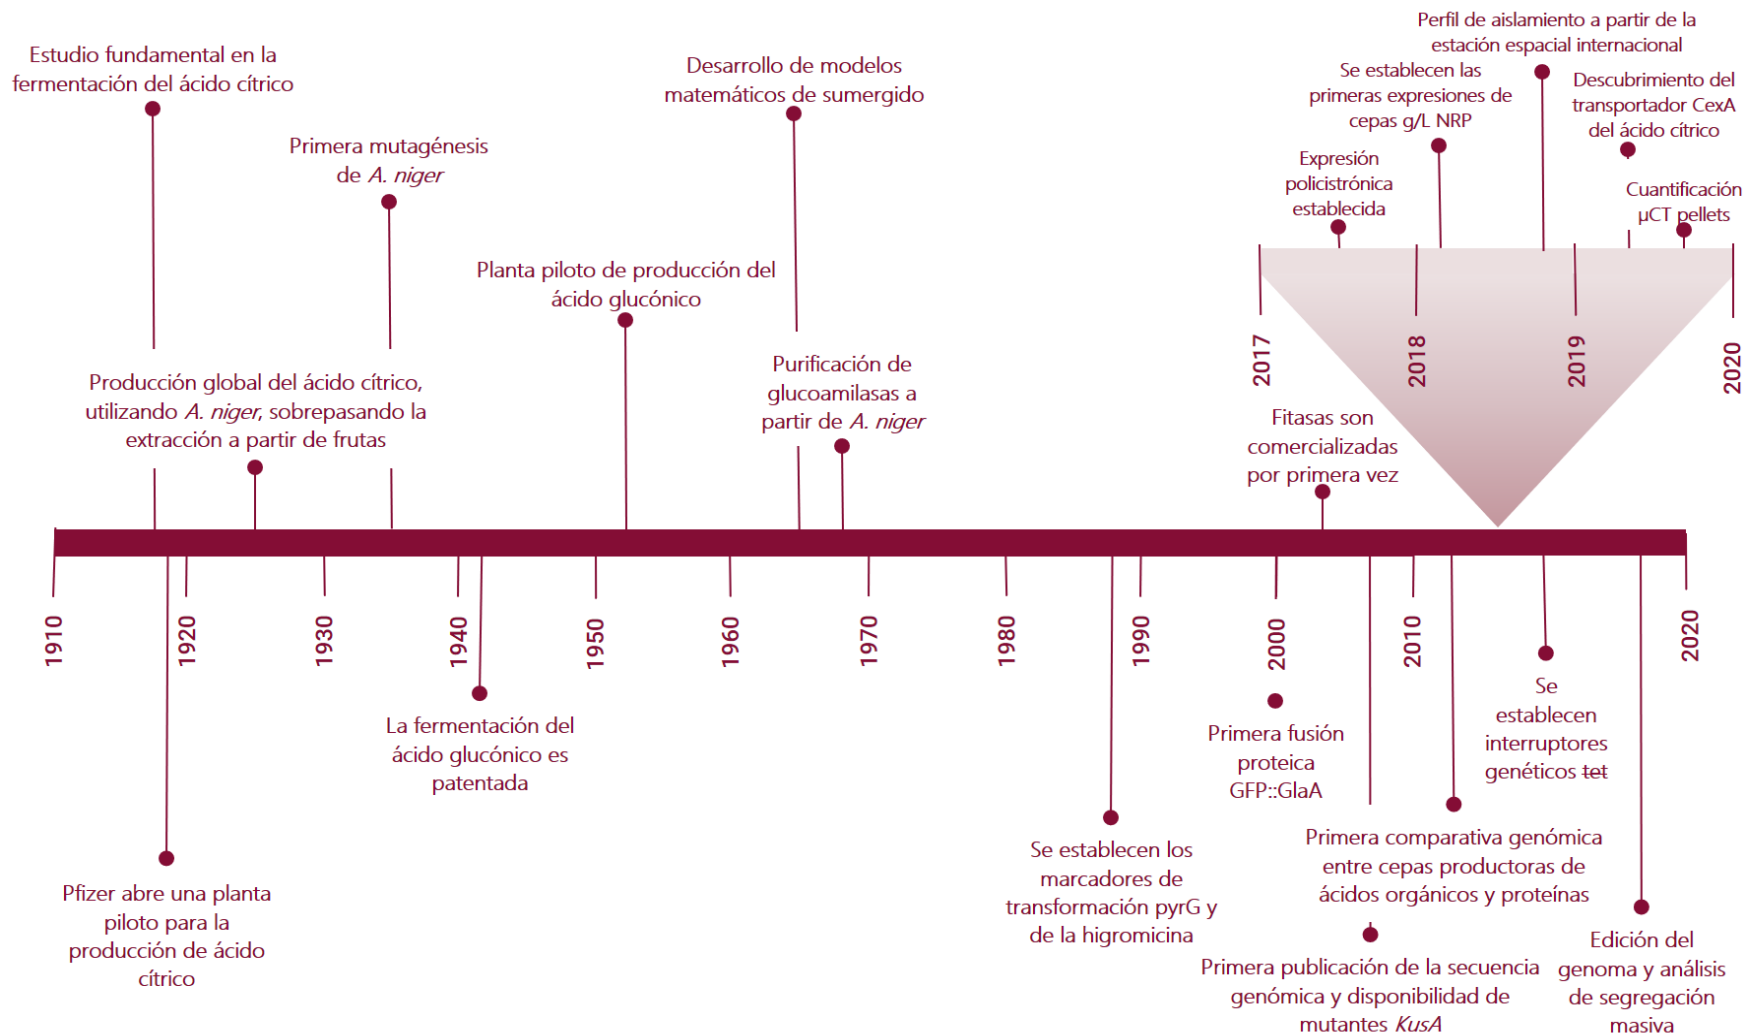 Estudio fundamental en la
fermentación del ácido cítrico
Primera mutagénesis
de A. niger
Producción global del ácido cítrico,
utilizando A. niger, sobrepasando la
extracción a partir de frutas
Planta piloto de producción del
ácido glucónico
Desarrollo de modelos
matemáticos de sumergido
Purificación de
glucoamilasas a
partir de A. niger
Perfil de aislamiento a partir de la
estación espacial internacional
Se establecen las
primeras expresiones de
cepas g/L NRP
Descubrimiento del
transportador CexA
del ácido cítrico
Expresión
policistrónica
establecida
Cuantificación
µCT pellets
2017
2018
2019
2020
Fitasas son
comercializadas
por primera vez
1910
1920
1930
1940
1950
1960
1970
1980
1990
2000
2010
2020
Pfizer abre una planta
piloto para la
producción de ácido
cítrico
La fermentación del
ácido glucónico es
patentada
Se establecen los
marcadores de
transformación pyrG y
de la higromicina
Primera fusión
proteica
GFP::GlaA
Primera publicación de la secuencia
genómica y disponibilidad de
mutantes KusA
Primera comparativa genómica
entre cepas productoras de
ácidos orgánicos y proteínas
Se
establecen
interruptores
genéticos tet
Edición del
genoma y análisis
de segregación
masiva